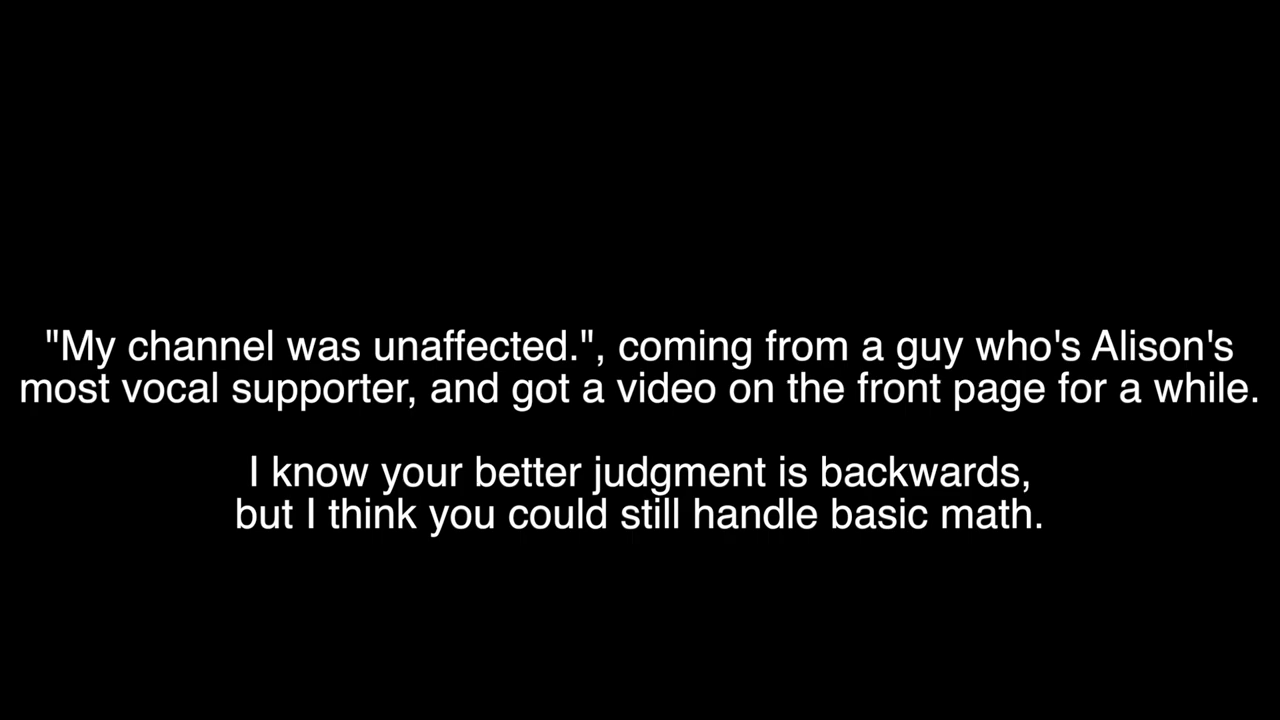 "My channel was unaffected.", coming from a guy who's Alison's
most vocal supporter, and got a video on the front page for a while.
I know your better judgment is backwards,
but I think you could still handle basic math.